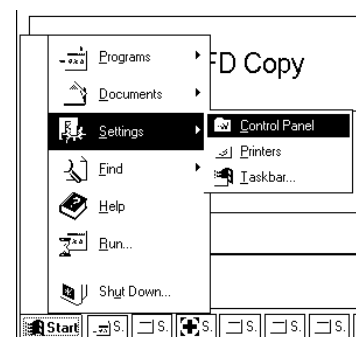 FD Copy
Programs
Documents
Settings
Control Panel
Printers
Taskbar...
Find
Help
Run...
Shut Down...
Start S. S. S. S. S. S.